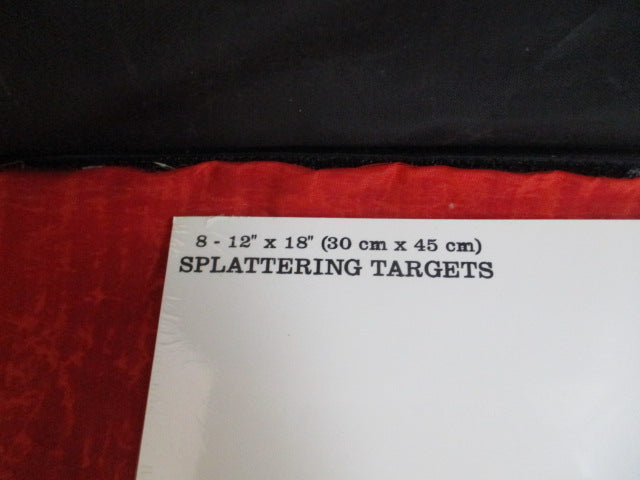 8 - 12" x 18" (30 cm x 45 cm)
SPLATTERING TARGETS